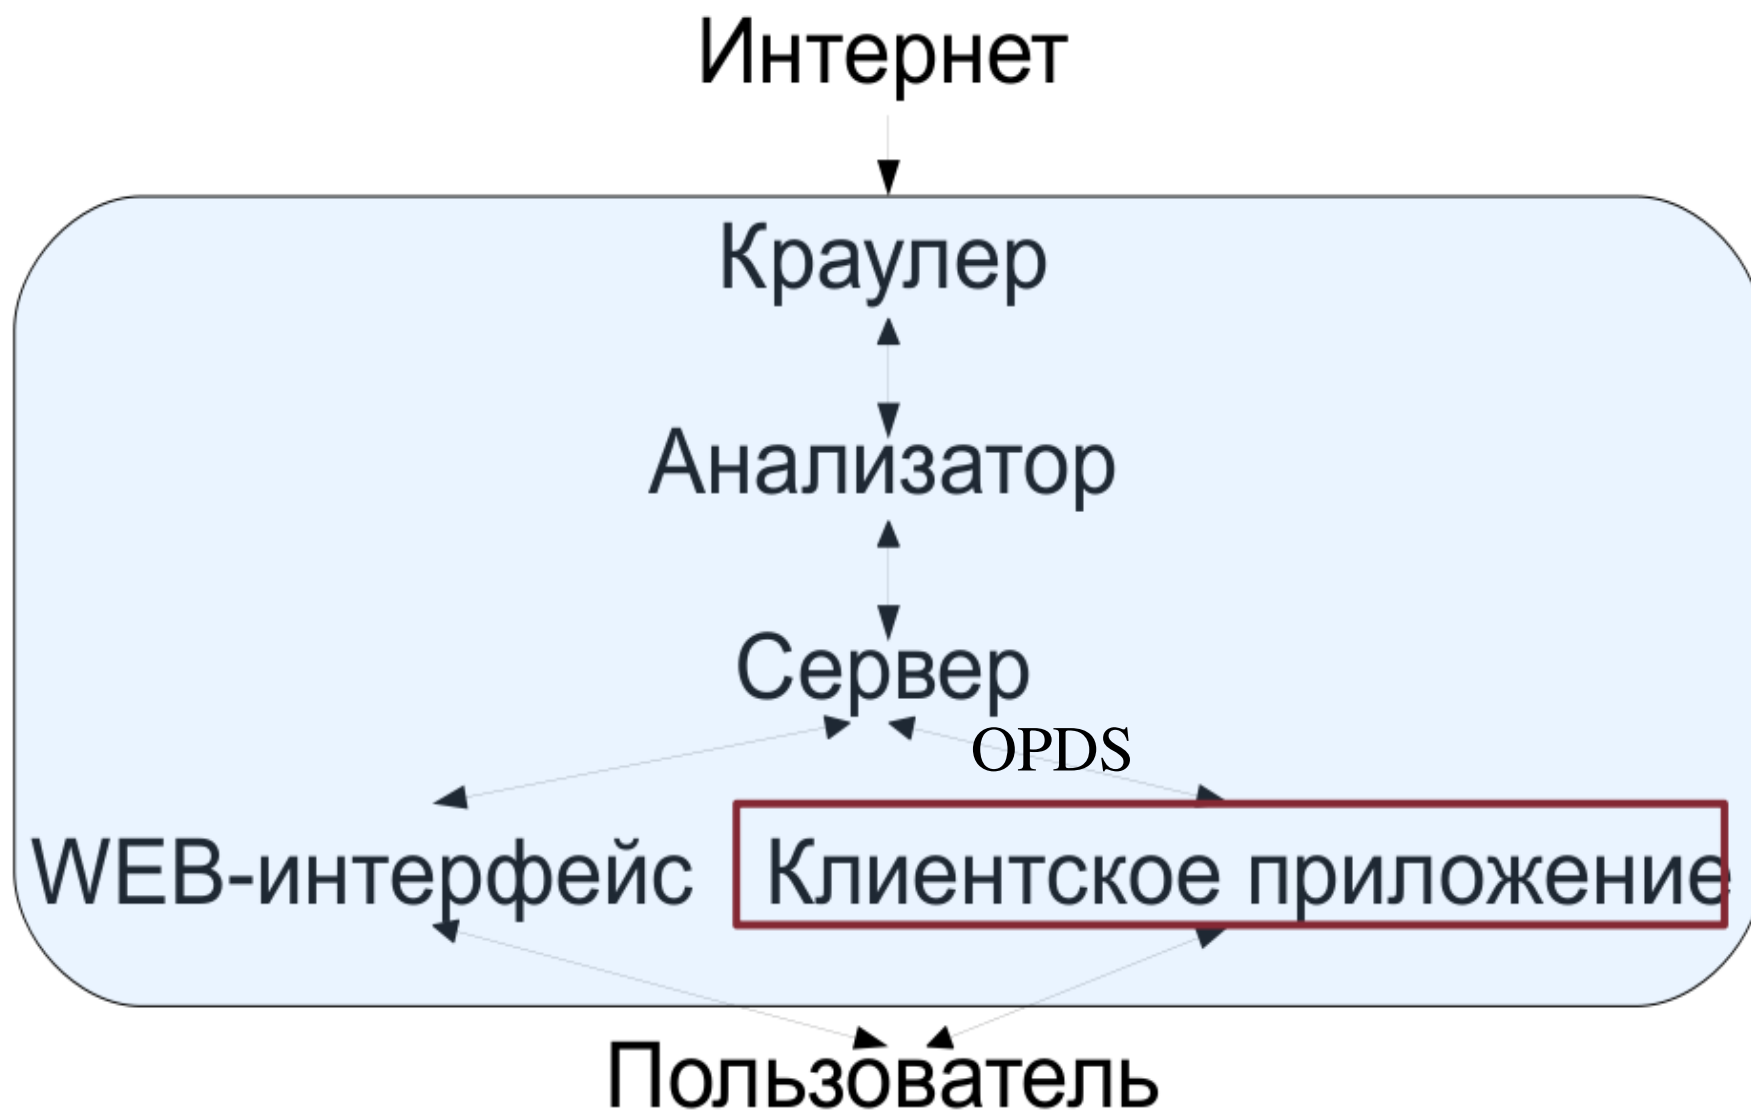 Интернет
Краулер
Анализатор
Сервер
OPDS
WEB-интерфейс Клиентское приложение
Пользователь